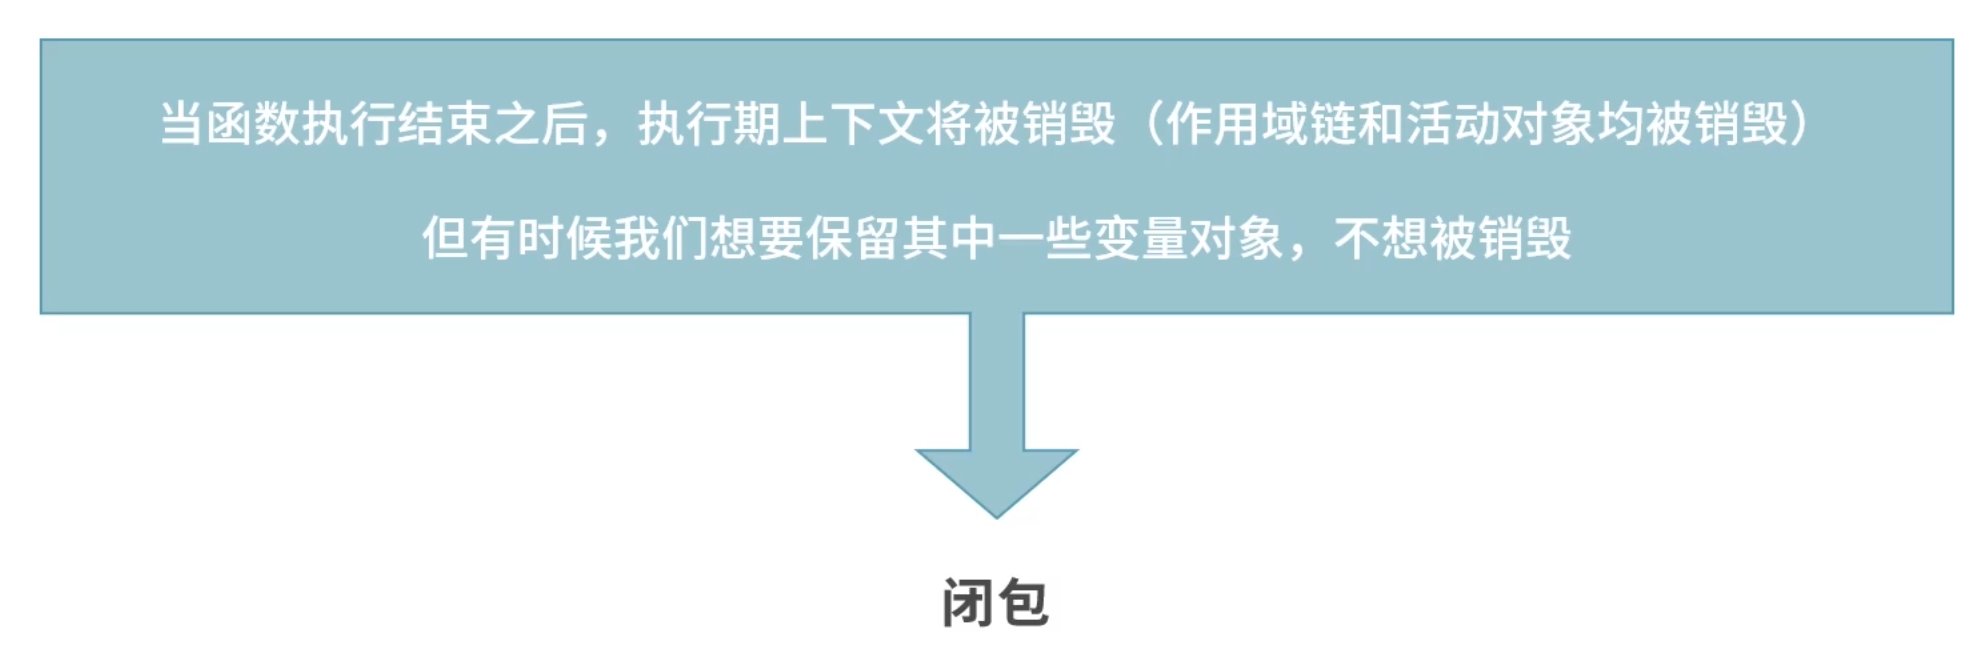 当函数执行结束之后，执行期上下文将被销毁（作用域链和活动对象均被销毁）
但有时候我们想要保留其中一些变量对象，不想被销毁
闭包